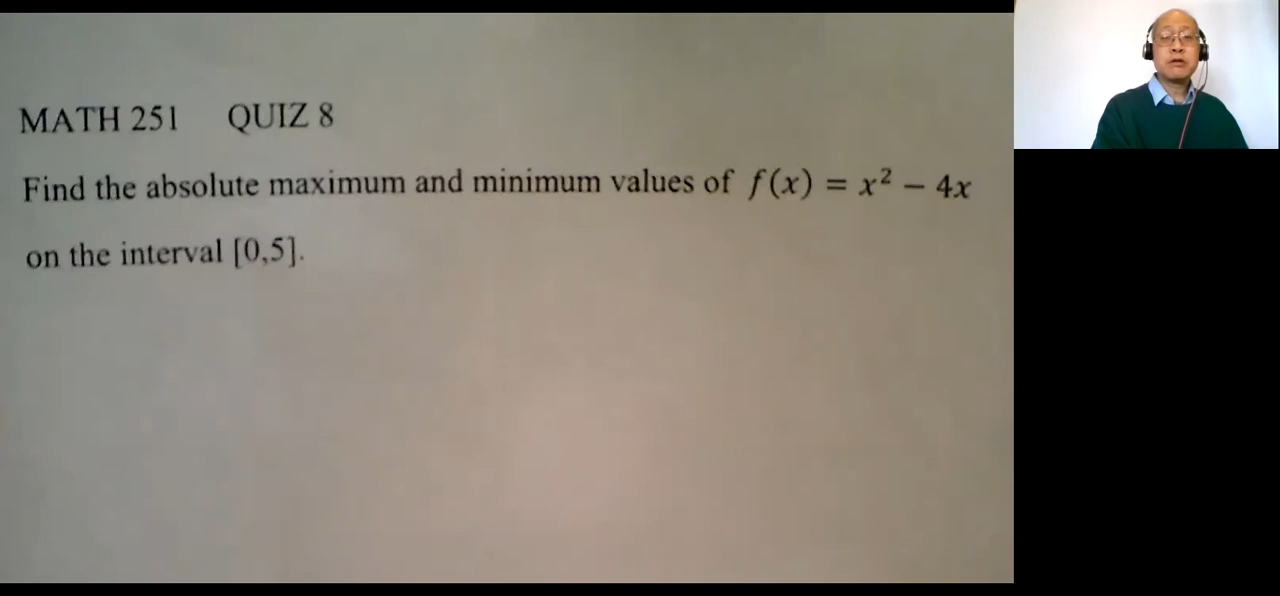 MATH 251 QUIZ 8
Find the absolute maximum and minimum values of f(x) = x² − 4x
on the interval [0,5].